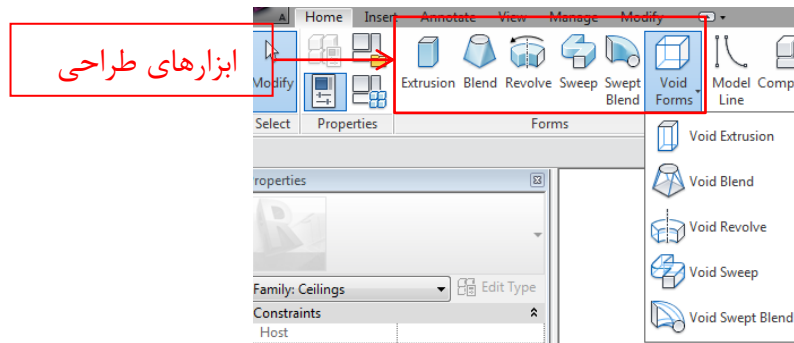 A
Home Insert Annotate View Manage Modify
ابزارهای طراحی
Modify
Extrusion Blend Revolve Sweep Swept Blend Void Forms Model Line
Select Properties Forms
Void Extrusion
Void Blend
Void Revolve
Void Sweep
Void Swept Blend
Family: Ceilings Edit Type
Constraints
Host